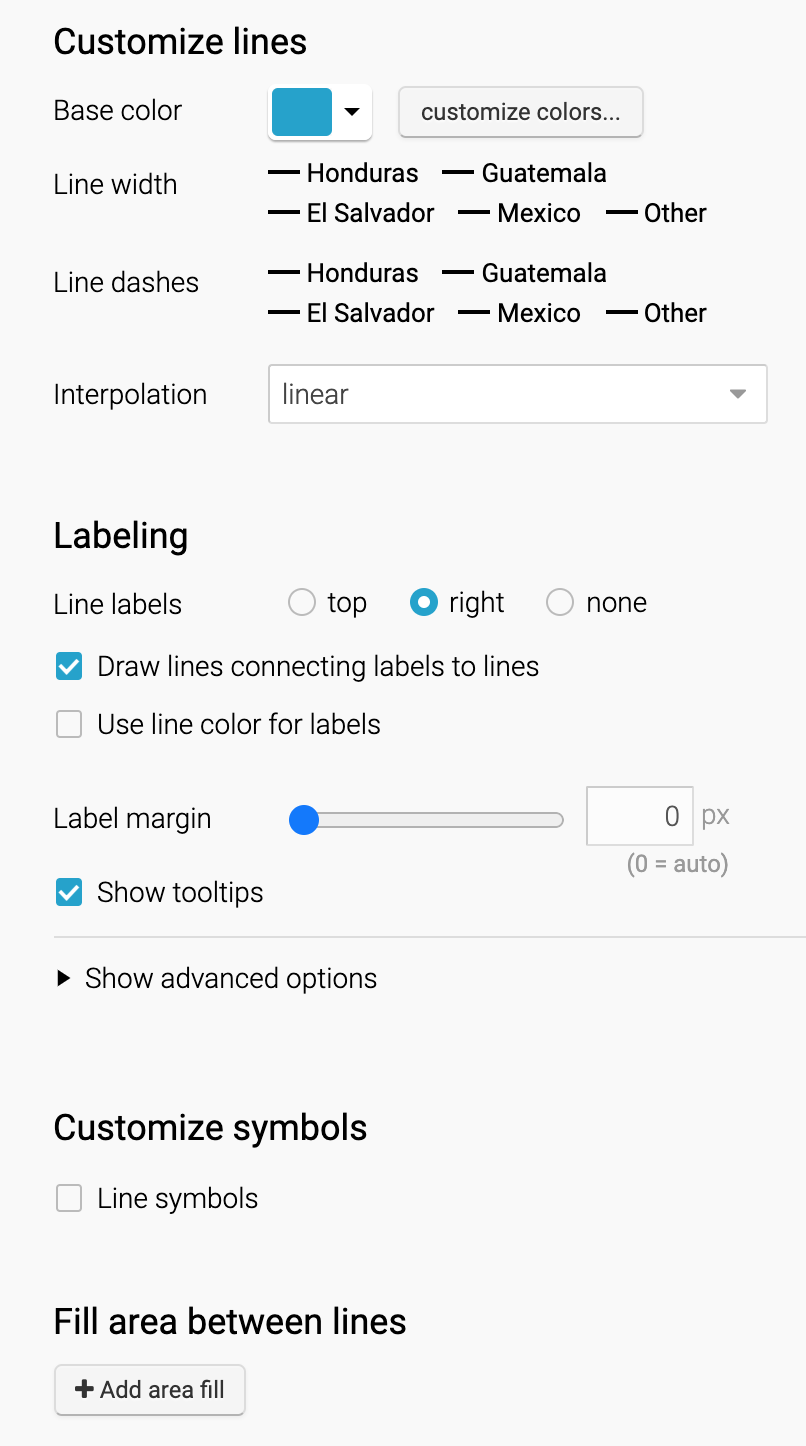 Customize lines
Base color customize colors...
Line width Honduras Guatemala
El Salvador Mexico Other
Line dashes Honduras Guatemala
El Salvador Mexico Other
Interpolation linear
Labeling
Line labels top right none
Draw lines connecting labels to lines
Use line color for labels
Label margin 0 px
(0 = auto)
Show tooltips
Show advanced options
Customize symbols
Line symbols
Fill area between lines
Add area fill